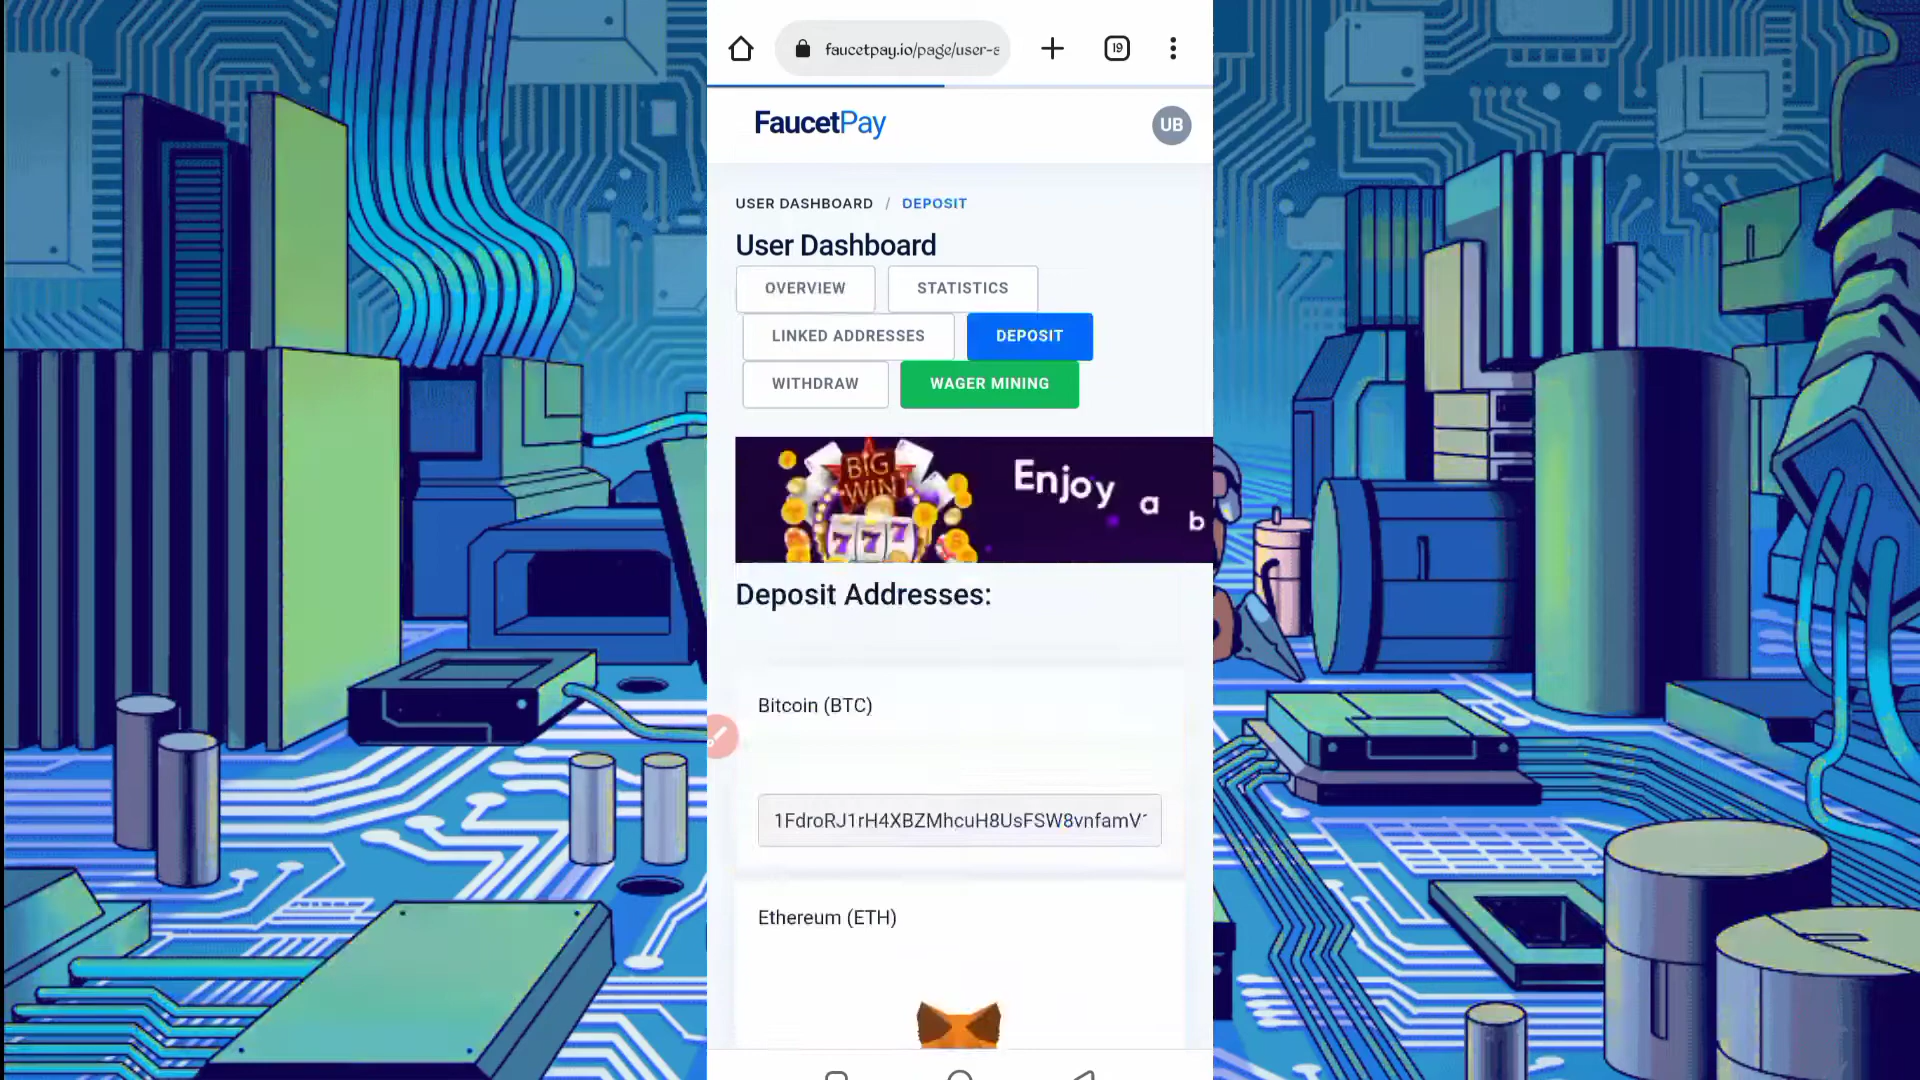 faucetpay.io/page/user-a
19
FaucetPay
UB
USER DASHBOARD / DEPOSIT
User Dashboard
OVERVIEW
STATISTICS
LINKED ADDRESSES
DEPOSIT
WITHDRAW
WAGER MINING
BIG
WIN
777
Enjoy a b
Deposit Addresses:
Bitcoin (BTC)
1FdroRJ1rH4XBZMhcuH8UsFSW8vnfamV
Ethereum (ETH)